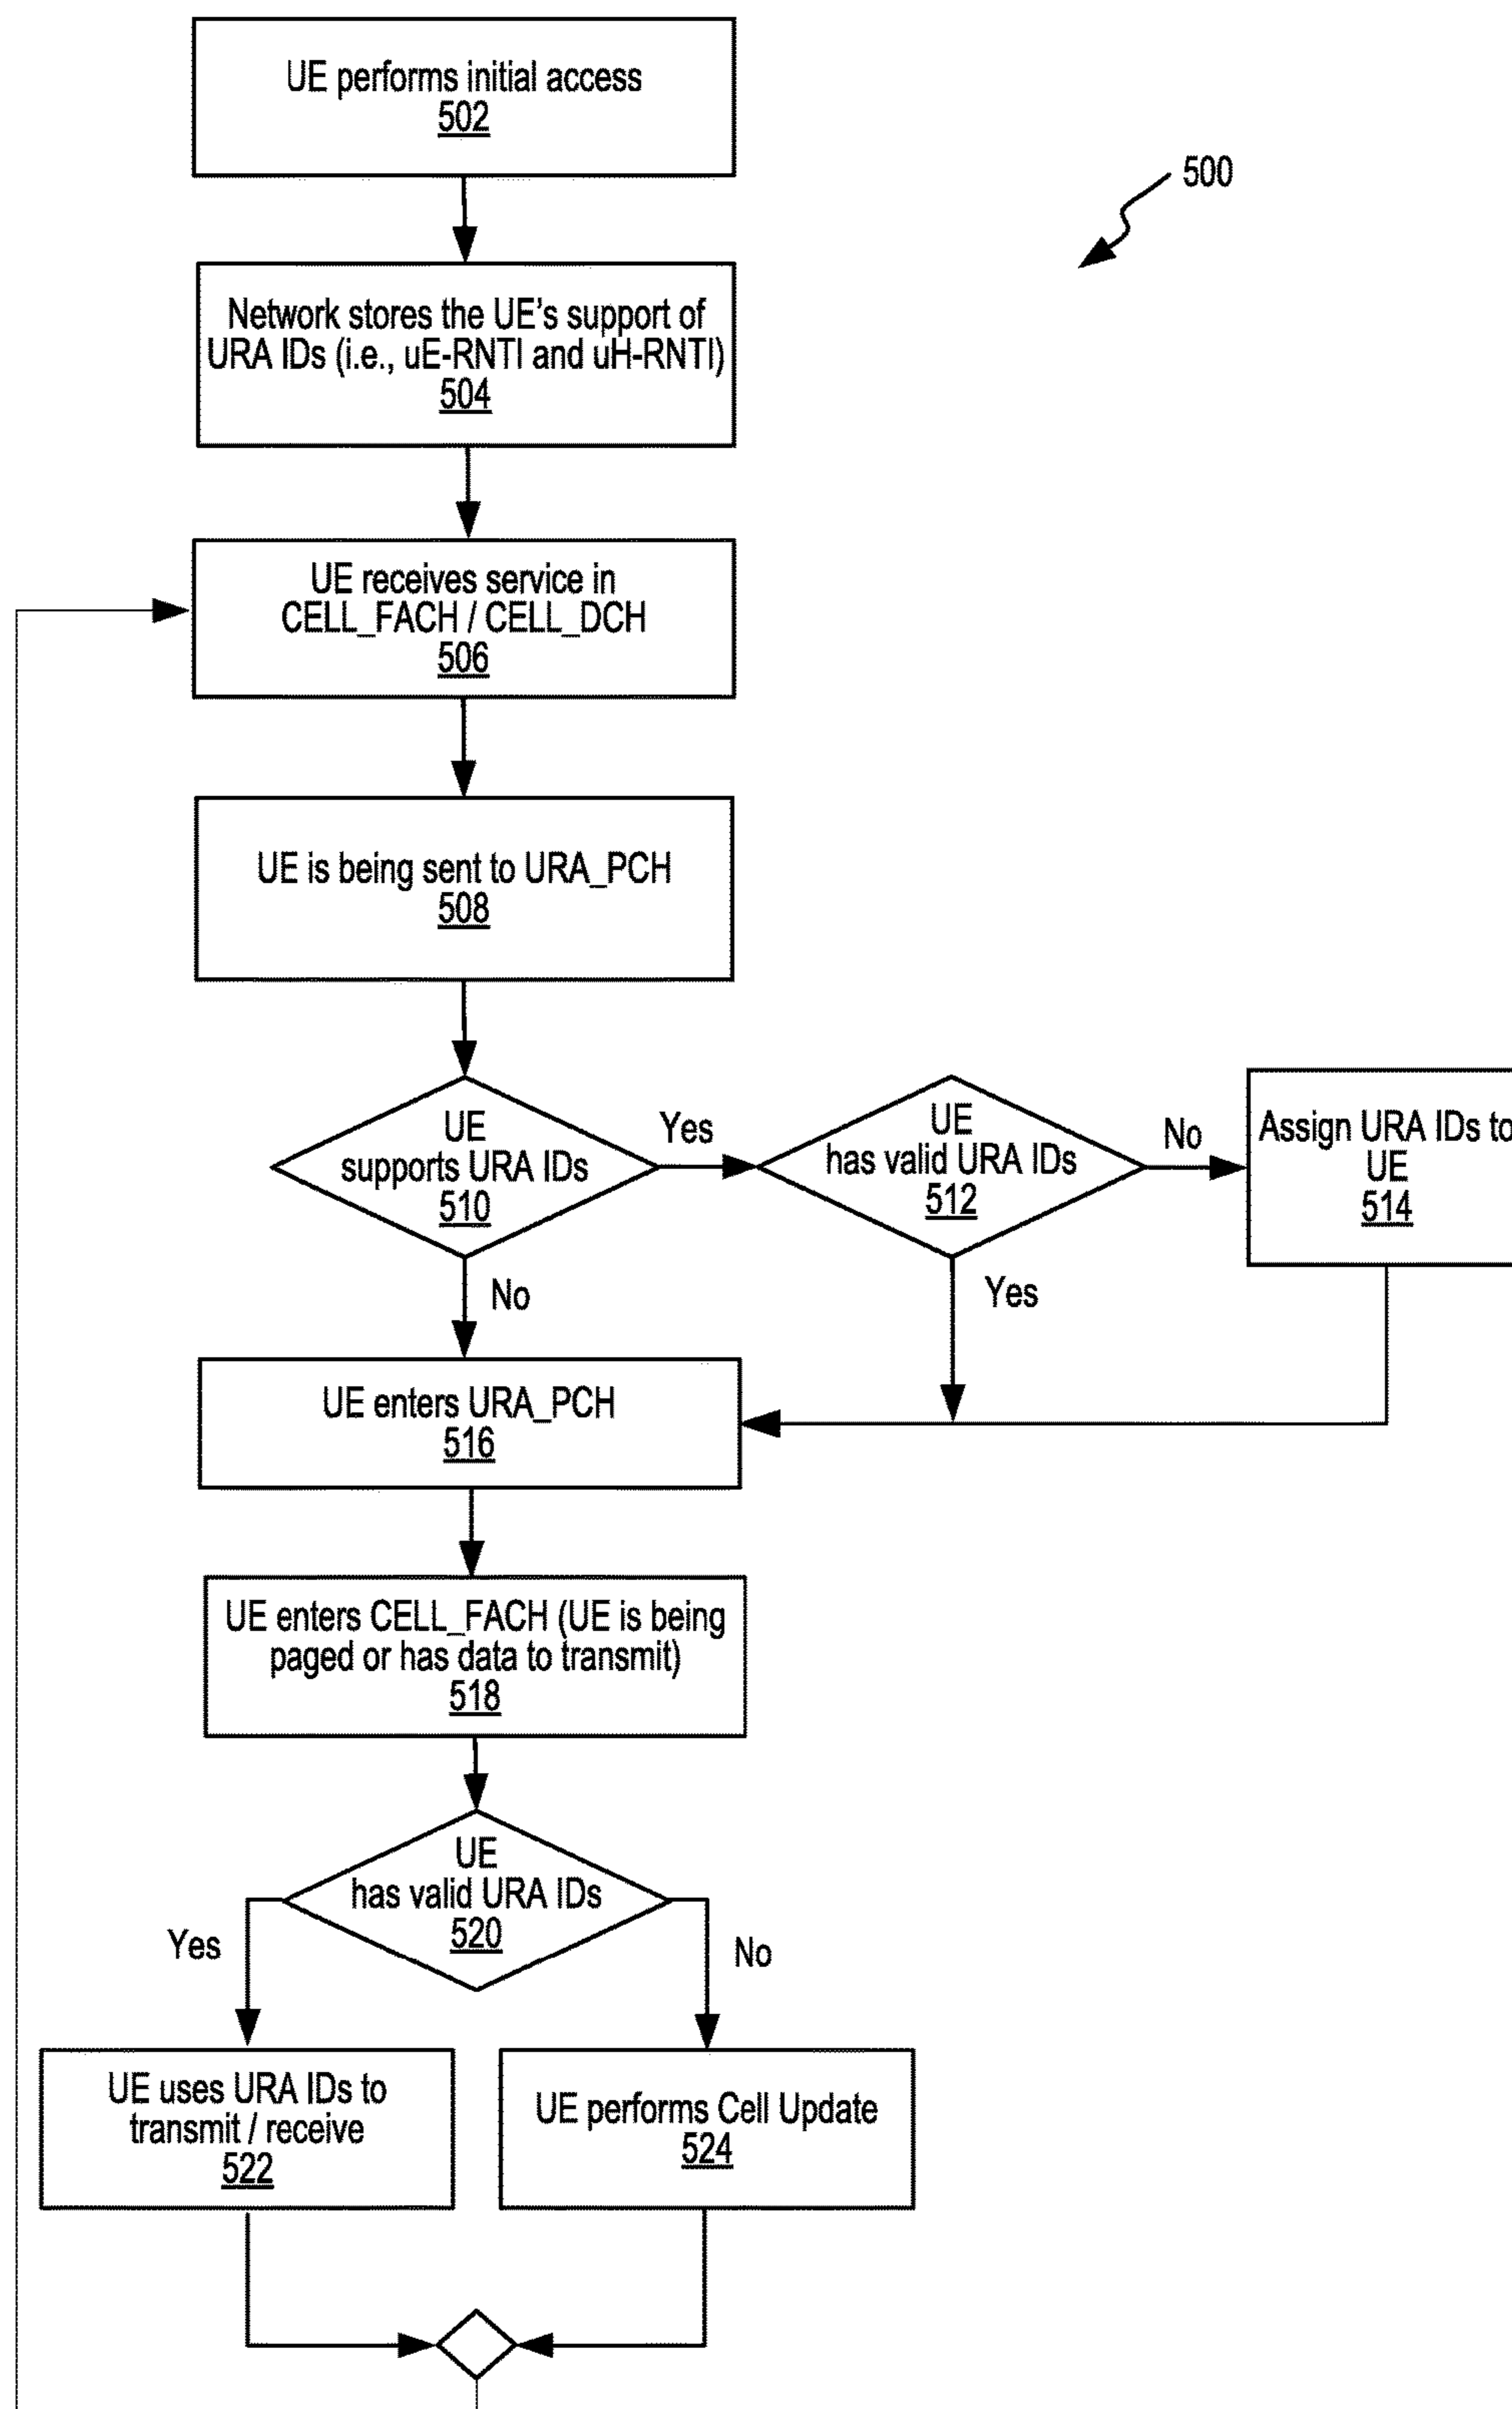 UE performs initial access
502
500
Network stores the UE's support of
URA IDs (i.e., uE-RNTI and uH-RNTI)
504
UE receives service in
CELL_FACH / CELL_DCH
506
UE is being sent to URA_PCH
508
UE
supports URA IDs
510
Yes
No
UE
has valid URA IDs
512
No
Yes
Assign URA IDs to
UE
514
UE enters URA_PCH
516
UE enters CELL_FACH (UE is being
paged or has data to transmit)
518
UE
has valid URA IDs
520
Yes
No
UE uses URA IDs to
transmit / receive
522
UE performs Cell Update
524